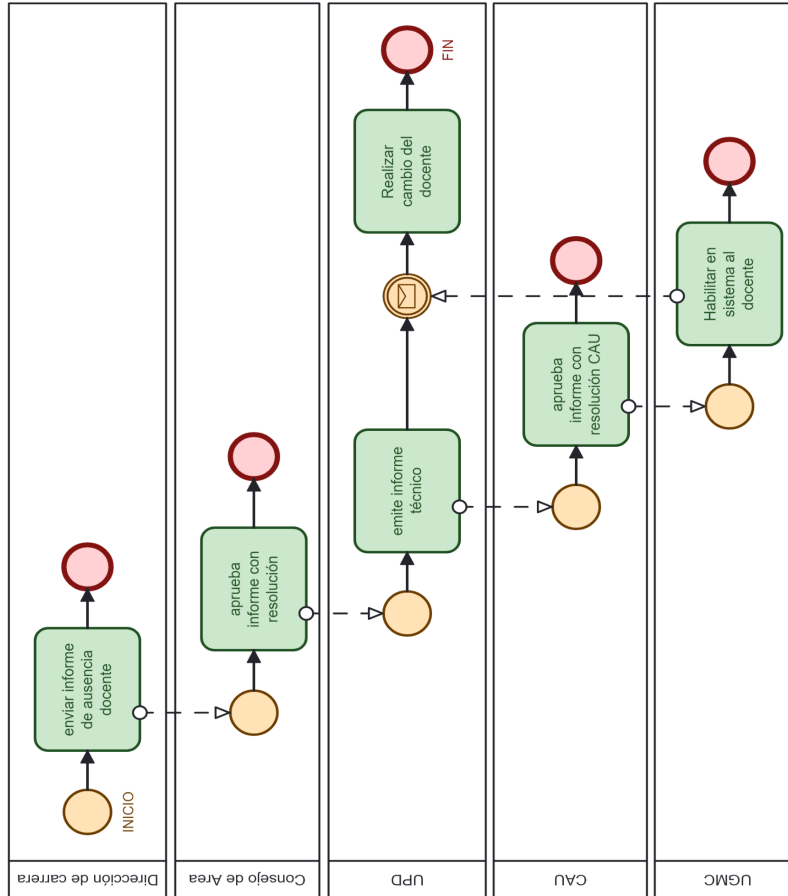 Dirección de carrera
INICIO
enviar informe
de ausencia
docente
Consejo de Area
aprueba
informe con
resolución
UPD
emite informe
técnico
Realizar
cambio del
docente
FIN
CAU
aprueba
informe con
resolución CAU
UGMC
Habilitar en
sistema al
docente